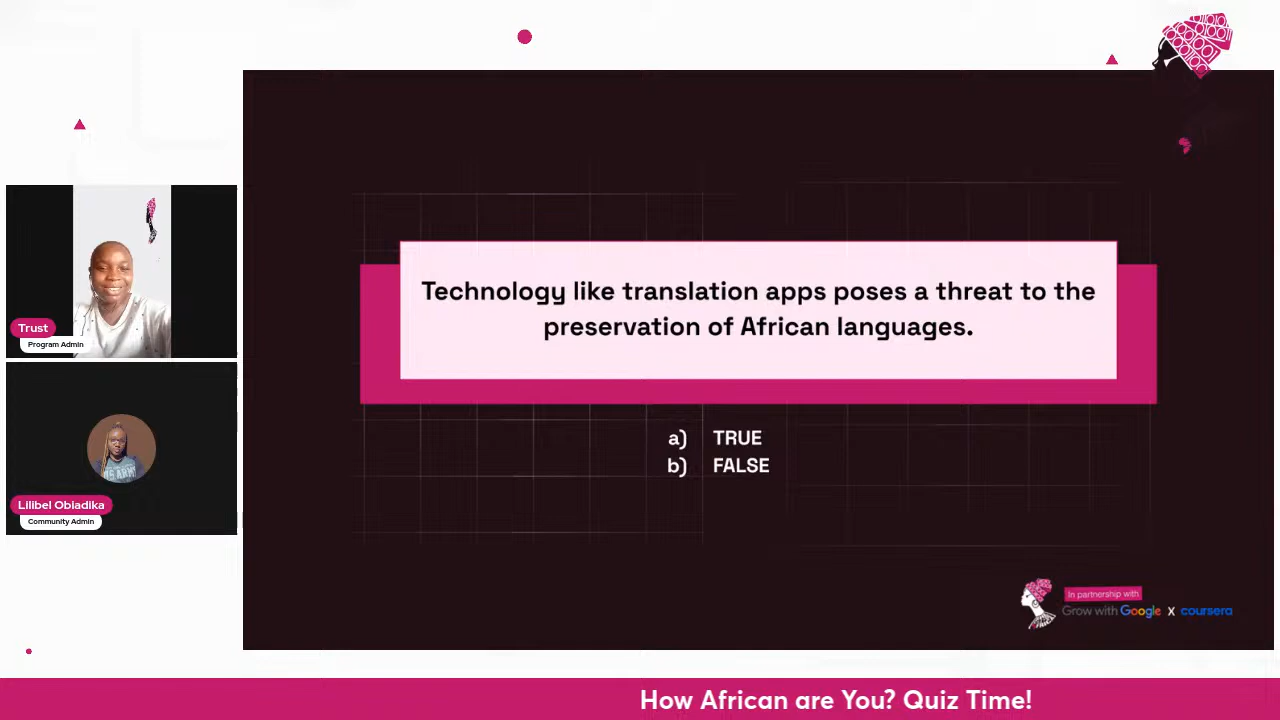 Technology like translation apps poses a threat to the
preservation of African languages.
a) TRUE
b) FALSE
Trust
Program Admin
Lilibel Obiadika
Community Admin
In partnership with
Grow with Google X coursera
How African are You? Quiz Time!